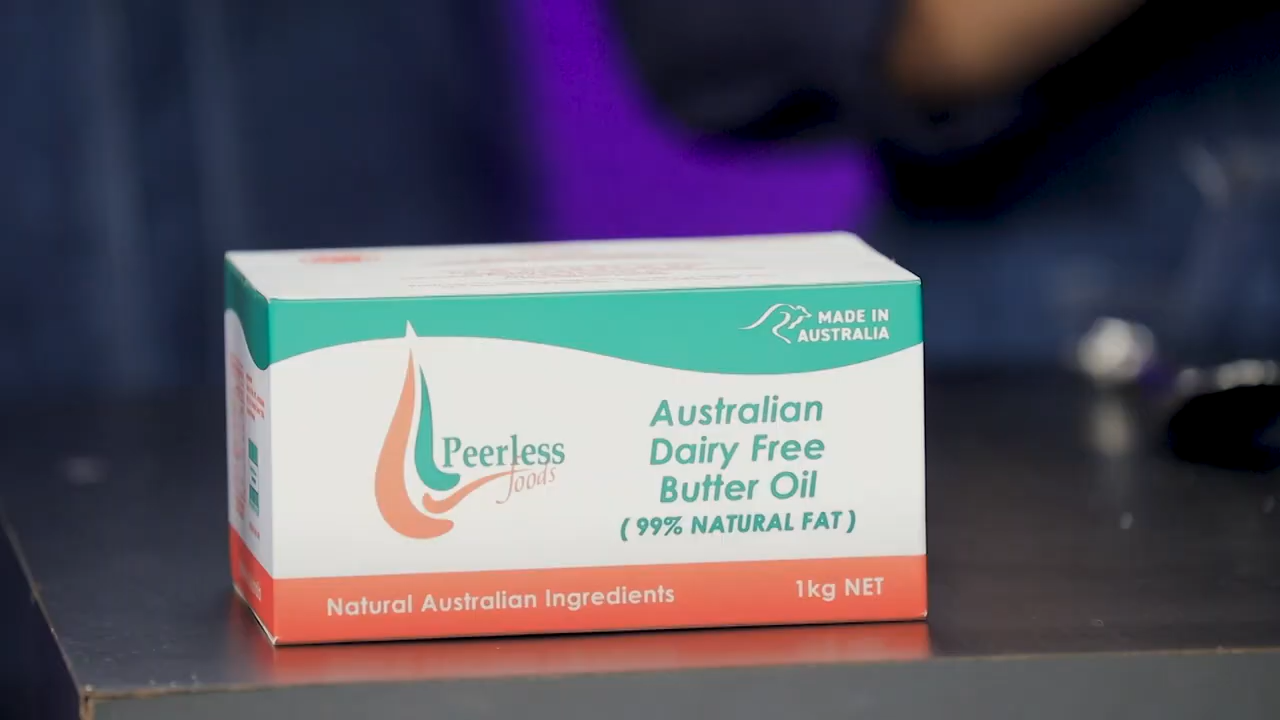 MADE IN
AUSTRALIA
Peerless
foods
Australian
Dairy Free
Butter Oil
( 99% NATURAL FAT )
Natural Australian Ingredients
1kg NET